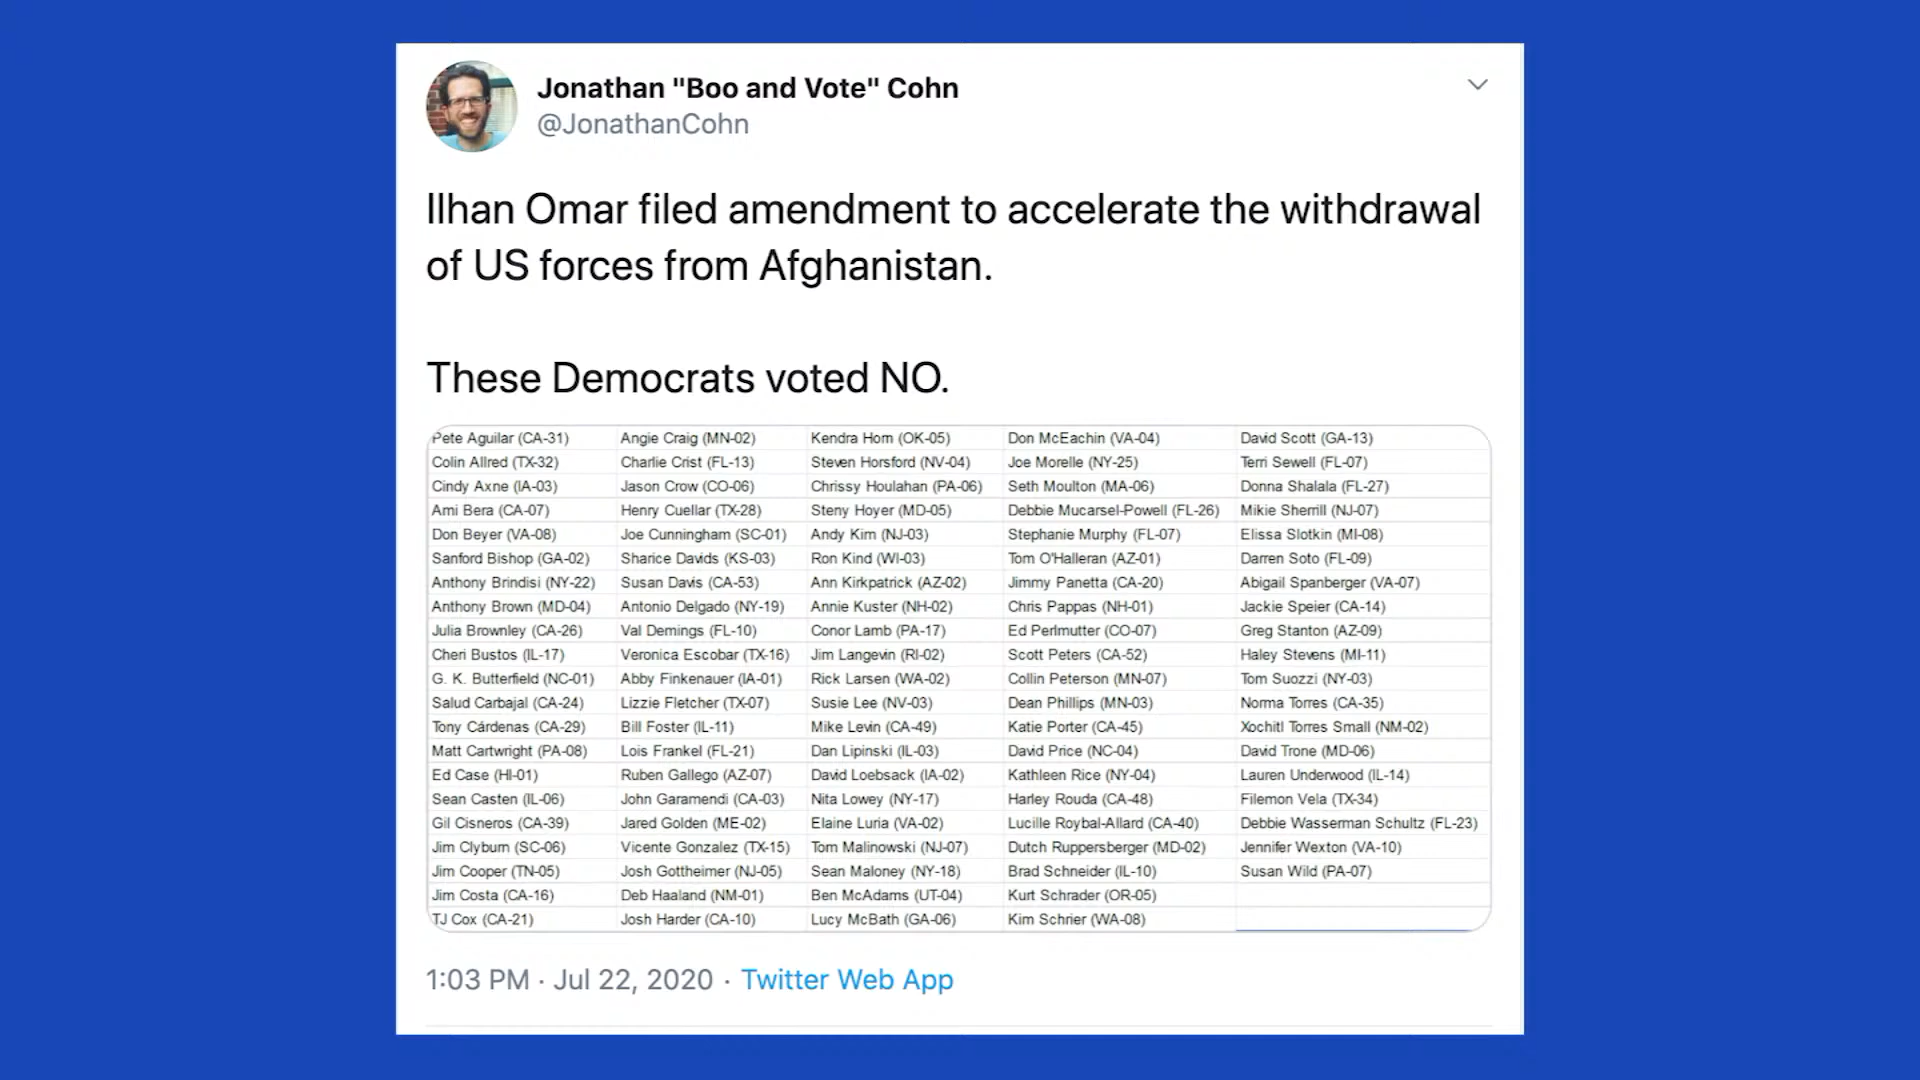 Jonathan "Boo and Vote" Cohn
@JonathanCohn
Ilhan Omar filed amendment to accelerate the withdrawal
of US forces from Afghanistan.
These Democrats voted NO.
Pete Aguilar (CA-31) Angie Craig (MN-02) Kendra Horn (OK-05) Don McEachin (VA-04) David Scott (GA-13)
Colin Allred (TX-32) Charlie Crist (FL-13) Steven Horsford (NV-04) Joe Morelle (NY-25) Terri Sewell (FL-07)
Cindy Axne (IA-03) Jason Crow (CO-06) Chrissy Houlahan (PA-06) Seth Moulton (MA-06) Donna Shalala (FL-27)
Ami Bera (CA-07) Henry Cuellar (TX-28) Steny Hoyer (MD-05) Debbie Mucarsel-Powell (FL-26) Mikie Sherrill (NJ-07)
Don Beyer (VA-08) Joe Cunningham (SC-01) Andy Kim (NJ-03) Stephanie Murphy (FL-07) Elissa Slotkin (MI-08)
Sanford Bishop (GA-02) Sharice Davids (KS-03) Ron Kind (WI-03) Tom O'Halleran (AZ-01) Darren Soto (FL-09)
Anthony Brindisi (NY-22) Susan Davis (CA-53) Ann Kirkpatrick (AZ-02) Jimmy Panetta (CA-20) Abigail Spanberger (VA-07)
Anthony Brown (MD-04) Antonio Delgado (NY-19) Annie Kuster (NH-02) Chris Pappas (NH-01) Jackie Speier (CA-14)
Julia Brownley (CA-26) Val Demings (FL-10) Conor Lamb (PA-17) Ed Perlmutter (CO-07) Greg Stanton (AZ-09)
Cheri Bustos (IL-17) Veronica Escobar (TX-16) Jim Langevin (RI-02) Scott Peters (CA-52) Haley Stevens (MI-11)
G. K. Butterfield (NC-01) Abby Finkenauer (IA-01) Rick Larsen (WA-02) Collin Peterson (MN-07) Tom Suozzi (NY-03)
Salud Carbajal (CA-24) Lizzie Fletcher (TX-07) Susie Lee (NV-03) Dean Phillips (MN-03) Norma Torres (CA-35)
Tony Cárdenas (CA-29) Bill Foster (IL-11) Mike Levin (CA-49) Katie Porter (CA-45) Xochitl Torres Small (NM-02)
Matt Cartwright (PA-08) Lois Frankel (FL-21) Dan Lipinski (IL-03) David Price (NC-04) David Trone (MD-06)
Ed Case (HI-01) Ruben Gallego (AZ-07) David Loebsack (IA-02) Kathleen Rice (NY-04) Lauren Underwood (IL-14)
Sean Casten (IL-06) John Garamendi (CA-03) Nita Lowey (NY-17) Harley Rouda (CA-48) Filemon Vela (TX-34)
Gil Cisneros (CA-39) Jared Golden (ME-02) Elaine Luria (VA-02) Lucille Roybal-Allard (CA-40) Debbie Wasserman Schultz (FL-23)
Jim Clyburn (SC-06) Vicente Gonzalez (TX-15) Tom Malinowski (NJ-07) Dutch Ruppersberger (MD-02) Jennifer Wexton (VA-10)
Jim Cooper (TN-05) Josh Gottheimer (NJ-05) Sean Maloney (NY-18) Brad Schneider (IL-10) Susan Wild (PA-07)
Jim Costa (CA-16) Deb Haaland (NM-01) Ben McAdams (UT-04) Kurt Schrader (OR-05)
TJ Cox (CA-21) Josh Harder (CA-10) Lucy McBath (GA-06) Kim Schrier (WA-08)
1:03 PM · Jul 22, 2020 · Twitter Web App